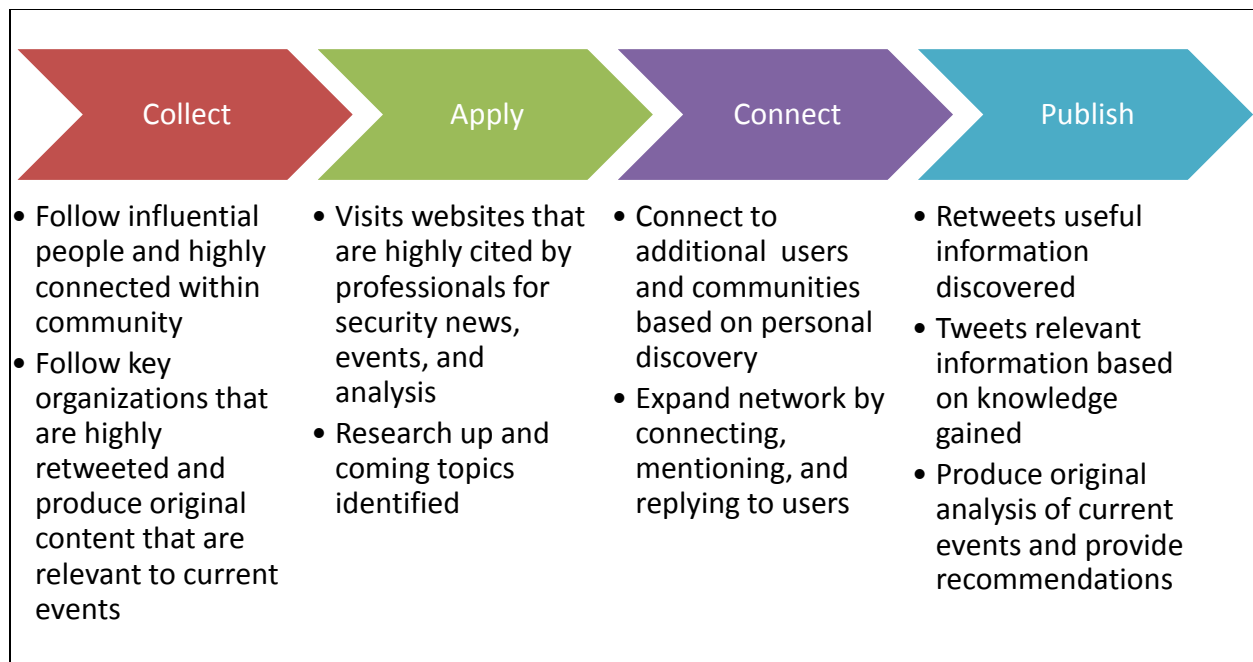 Collect
Apply
Connect
Publish
• Follow influential
people and highly
connected within
community
• Follow key
organizations that
are highly
retweeted and
produce original
content that are
relevant to current
events
• Visits websites that
are highly cited by
professionals for
security news,
events, and
analysis
• Research up and
coming topics
identified
• Connect to
additional  users
and communities
based on personal
discovery
• Expand network by
connecting,
mentioning, and
replying to users
• Retweets useful
information
discovered
• Tweets relevant
information based
on knowledge
gained
• Produce original
analysis of current
events and provide
recommendations